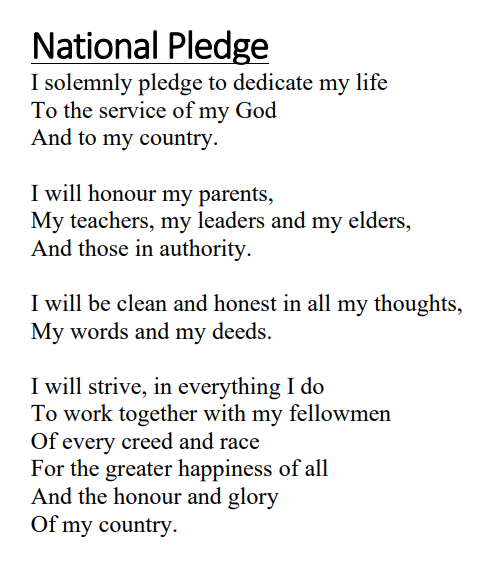 National Pledge
I solemnly pledge to dedicate my life
To the service of my God
And to my country.
I will honour my parents,
My teachers, my leaders and my elders,
And those in authority.
I will be clean and honest in all my thoughts,
My words and my deeds.
I will strive, in everything I do
To work together with my fellowmen
Of every creed and race
For the greater happiness of all
And the honour and glory
Of my country.